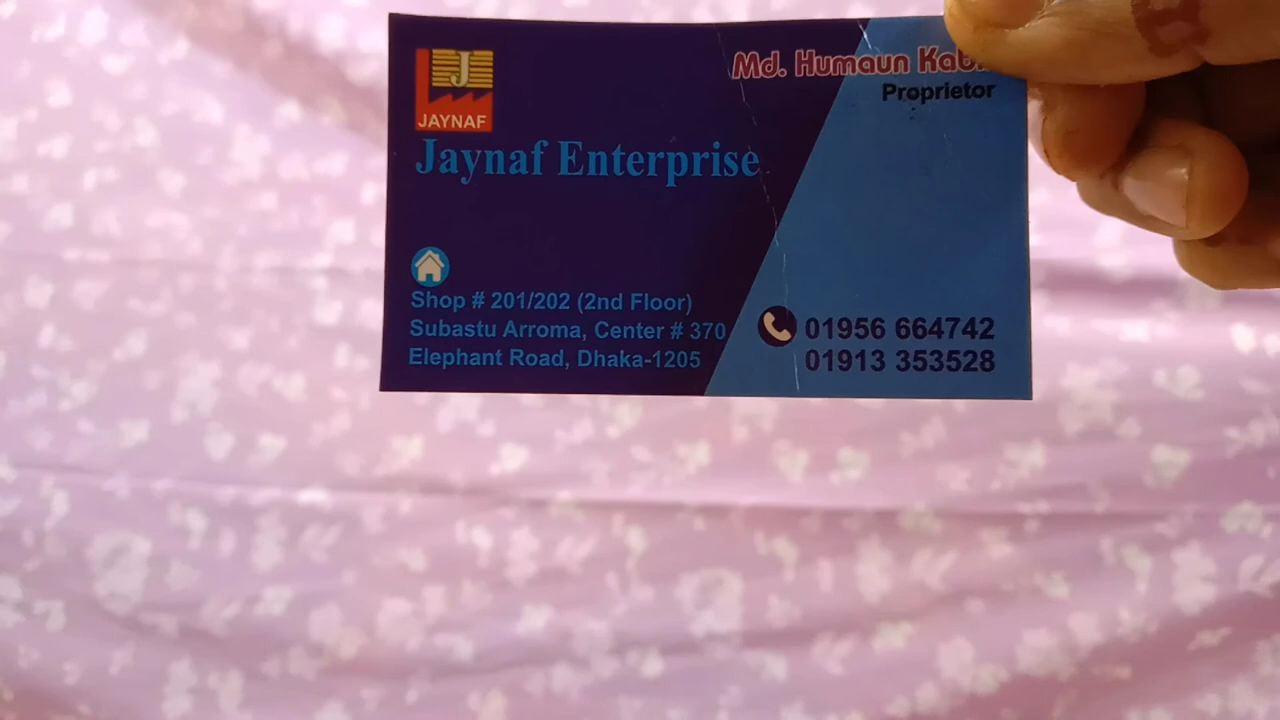 J
JAYNAF
Md. Humaun
Proprietor
Jaynaf Enterprise
Shop # 201/202 (2nd Floor)
Subastu Arroma, Center # 370
Elephant Road, Dhaka-1205
01956 664742
01913 353528